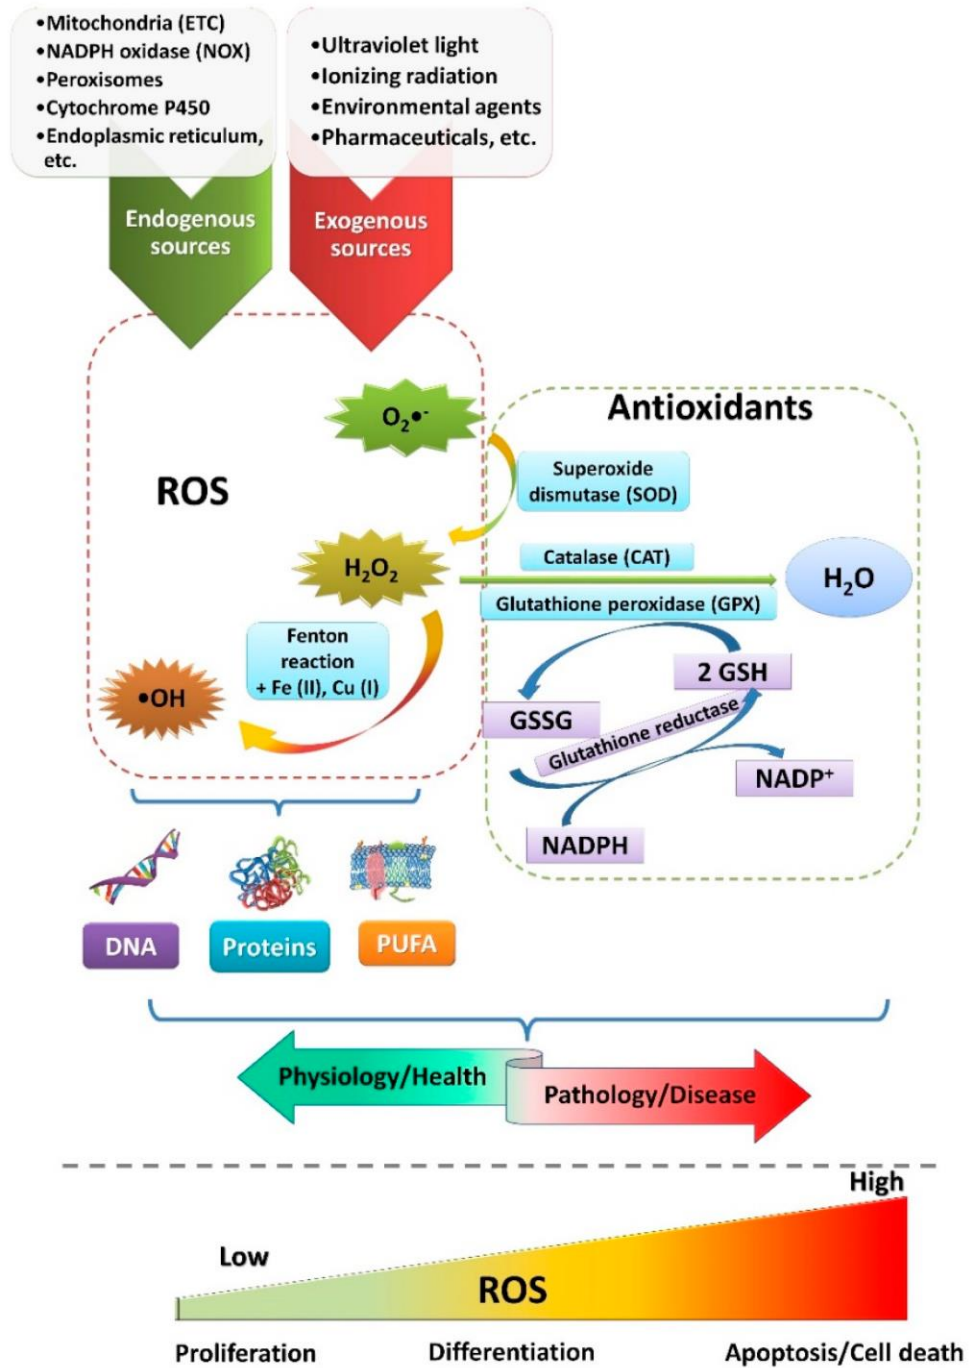 •Mitochondria (ETC)
•NADPH oxidase (NOX)
•Peroxisomes
•Cytochrome P450
•Endoplasmic reticulum,
etc.
•Ultraviolet light
•Ionizing radiation
•Environmental agents
•Pharmaceuticals, etc.
Endogenous
sources
Exogenous
sources
ROS
O₂•⁻
H₂O₂
Fenton
reaction
+ Fe (II), Cu (I)
•OH
Antioxidants
Superoxide
dismutase (SOD)
Catalase (CAT)
Glutathione peroxidase (GPX)
H₂O
2 GSH
GSSG
Glutathione reductase
NADP⁺
NADPH
DNA
Proteins
PUFA
Physiology/Health
Pathology/Disease
Low
High
ROS
Proliferation
Differentiation
Apoptosis/Cell death